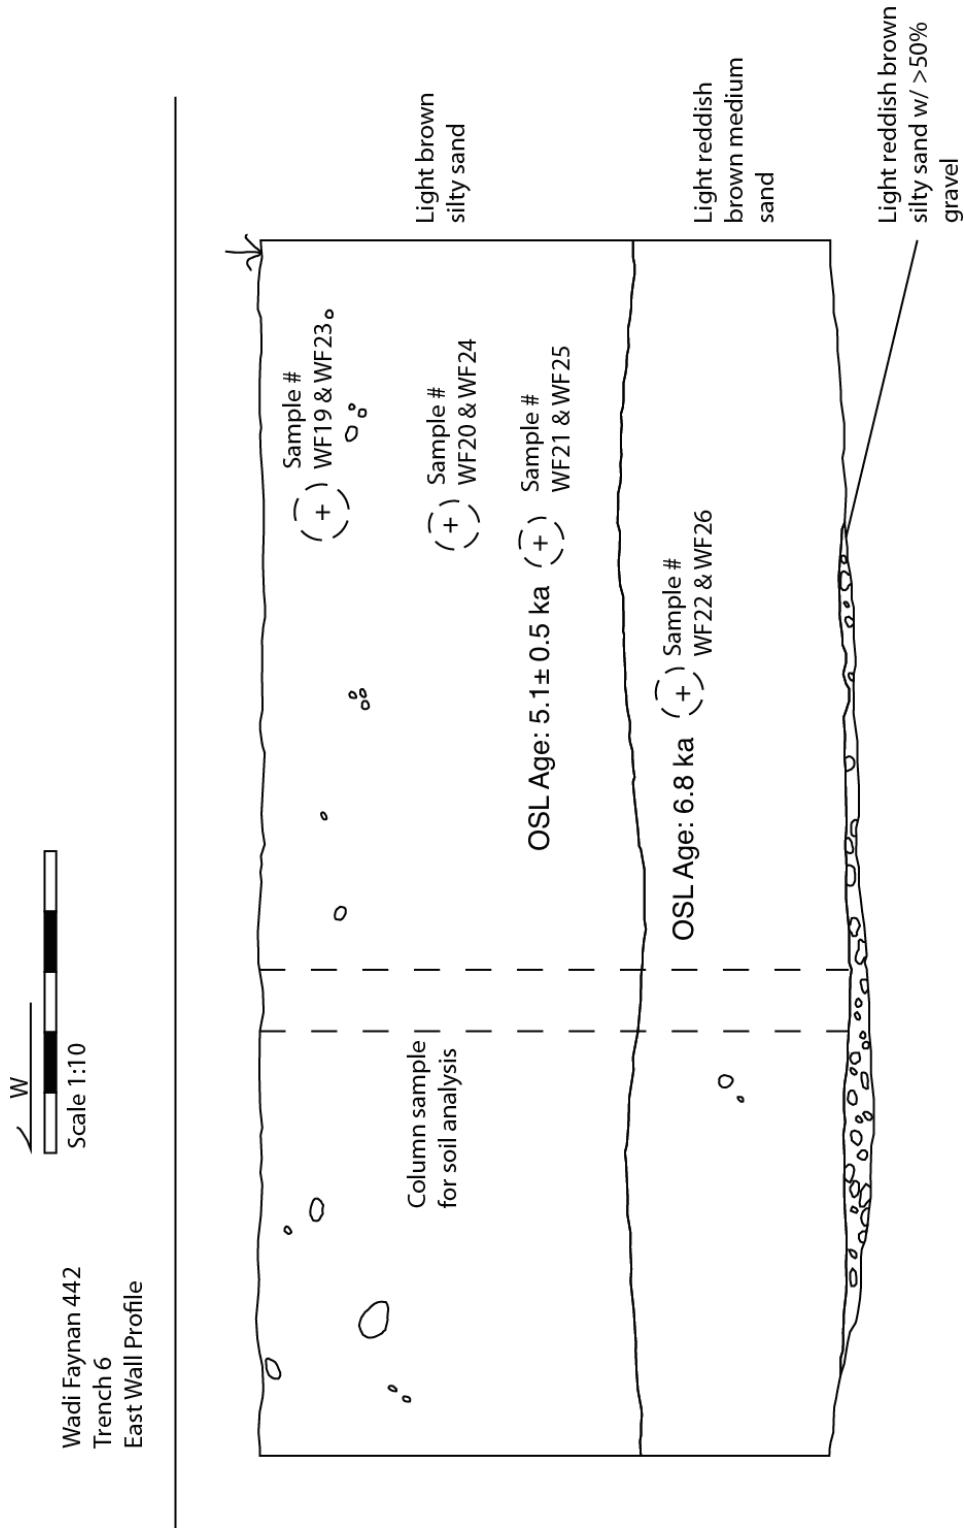 Wadi Faynan 442
Trench 6
East Wall Profile
W
Scale 1:10
Sample #
WF19 & WF23
Sample #
WF20 & WF24
Sample #
WF21 & WF25
OSL Age: 5.1± 0.5 ka
Sample #
WF22 & WF26
OSL Age: 6.8 ka
Column sample
for soil analysis
Light brown
silty sand
Light reddish
brown medium
sand
Light reddish brown
silty sand w/ >50%
gravel